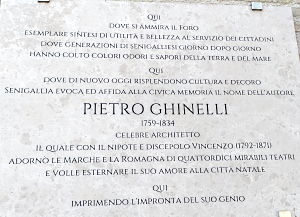 QUI
DOVE SI AMMIRA IL FORO
ESEMPLARE SINTESI DI UTILITÀ E BELLEZZA AL SERVIZIO DEI CITTADINI
DOVE GENERAZIONI DI SENIGALLIESI GIORNO DOPO GIORNO
HANNO COLTO COLORI ODORI E SAPORI DELLA TERRA E DEL MARE
QUI
DOVE DI NUOVO OGGI RISPLENDONO CULTURA E DECORO
SENIGALLIA EVOCA ED AFFIDA ALLA CIVICA MEMORIA IL NOME DELL'AUTORE
PIETRO GHINELLI
1759-1834
CELEBRE ARCHITETTO
IL QUALE CON IL NIPOTE E DISCEPOLO VINCENZO (1792-1871)
ADORNÒ LE MARCHE E LA ROMAGNA DI QUATTORDICI MIRABILI TEATRI
E VOLLE ESTERNARE IL SUO AMORE ALLA CITTÀ NATALE
QUI
IMPRIMENDO L'IMPRONTA DEL SUO GENIO